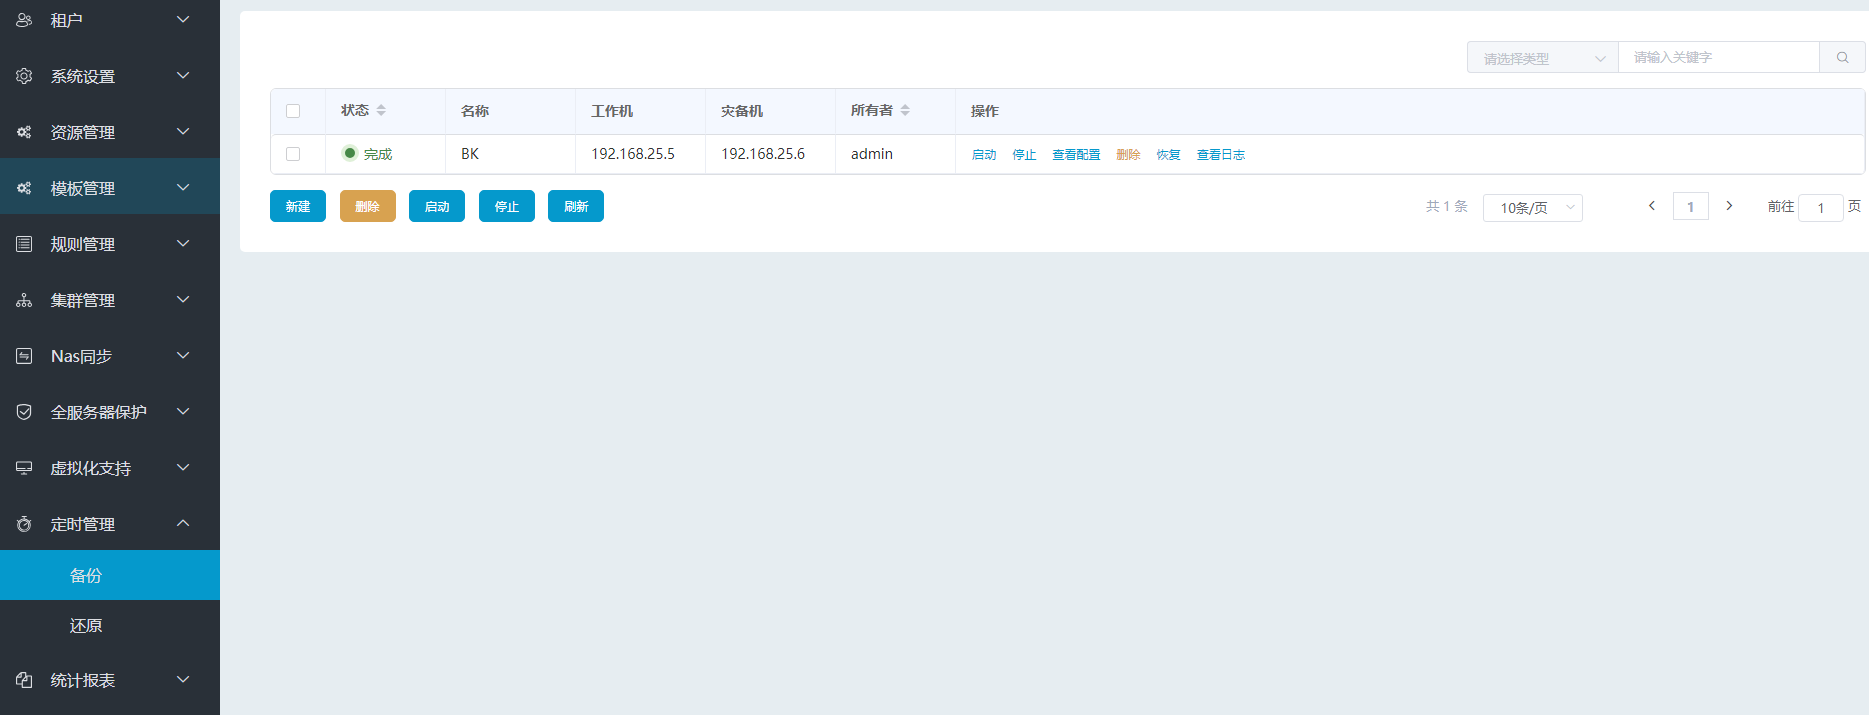 租户
系统设置
资源管理
模板管理
规则管理
集群管理
Nas同步
全服务器保护
虚拟化支持
定时管理
备份
还原
统计报表
请选择类型 请输入关键字
状态 名称 工作机 灾备机 所有者 操作
完成 BK 192.168.25.5 192.168.25.6 admin 启动 停止 查看配置 删除 恢复 查看日志
新建 删除 启动 停止 刷新 共 1 条 10条/页 1 前往 1 页